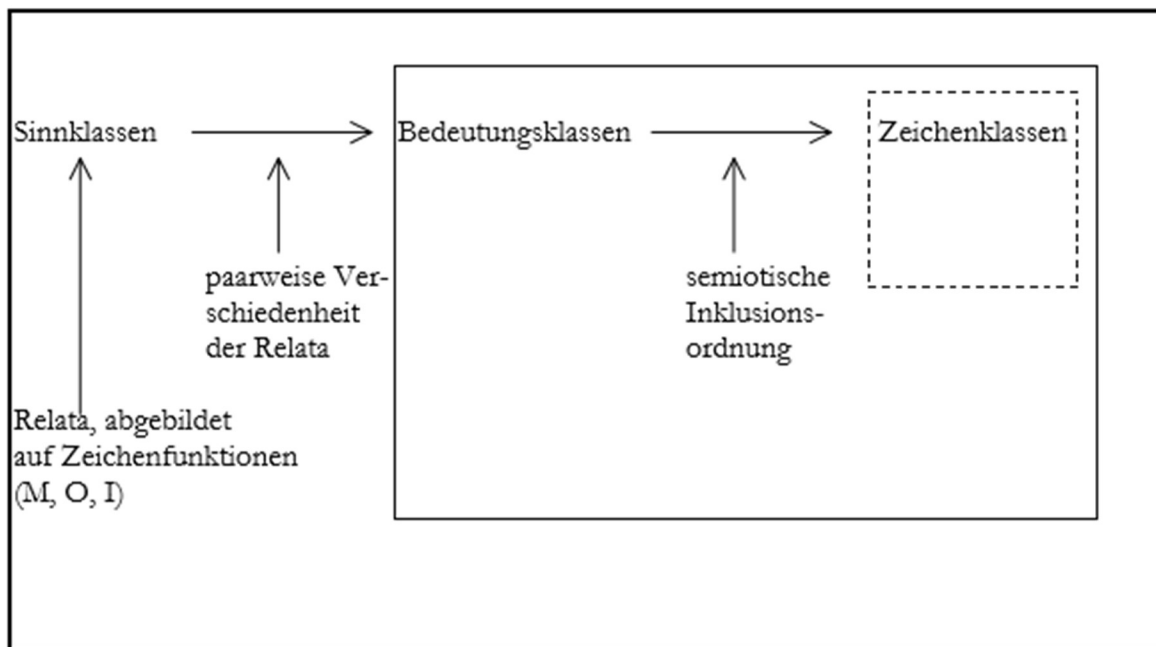 Sinnklassen
Bedeutungsklassen
Zeichenklassen
paarweise Ver-
schiedenheit
der Relata
semiotische
Inklusions-
ordnung
Relata, abgebildet
auf Zeichenfunktionen
(M, O, I)